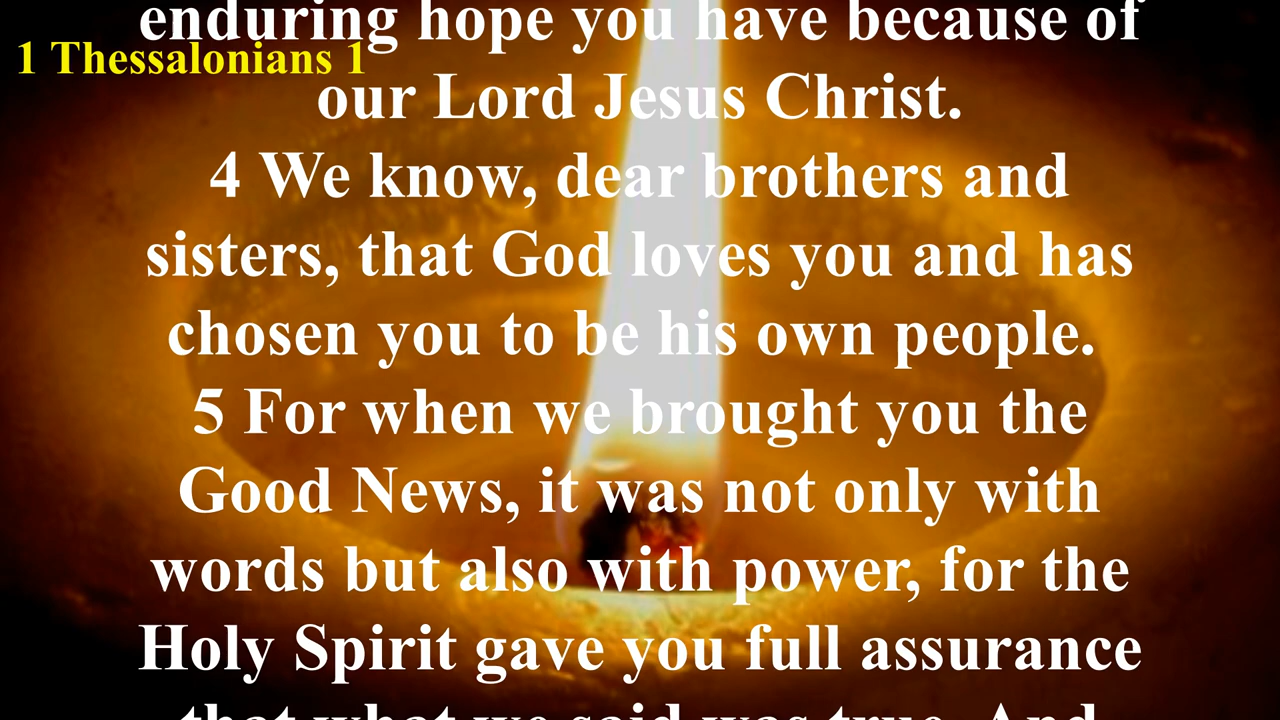 enduring hope you have because of
1 Thessalonians 1
our Lord Jesus Christ.
4 We know, dear brothers and
sisters, that God loves you and has
chosen you to be his own people.
5 For when we brought you the
Good News, it was not only with
words but also with power, for the
Holy Spirit gave you full assurance
that what we said was true. And